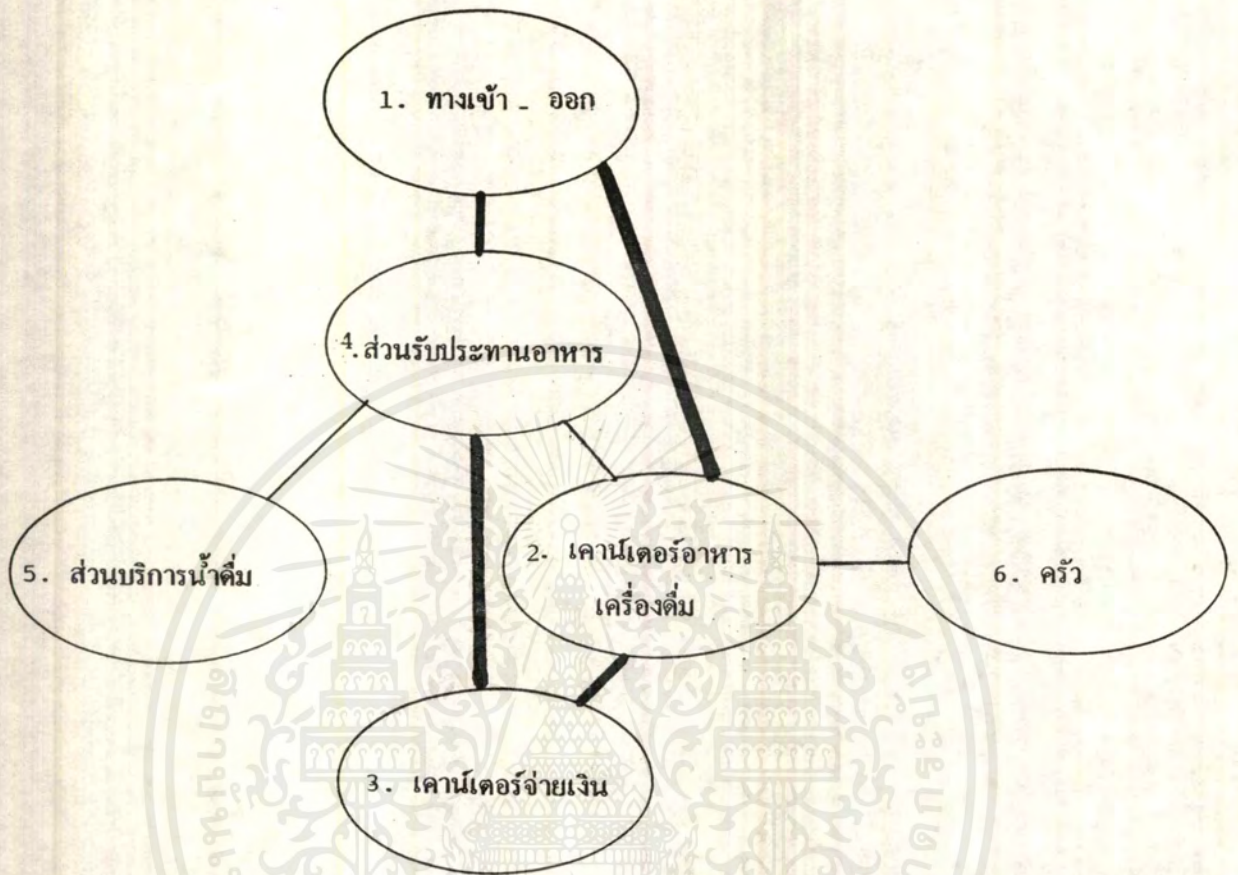 1. ทางเข้า - ออก
4. ส่วนรับประทานอาหาร
5. ส่วนบริการน้ำดื่ม
2. เคาน์เตอร์อาหาร
เครื่องดื่ม
6. ครัว
3. เคาน์เตอร์จ่ายเงิน